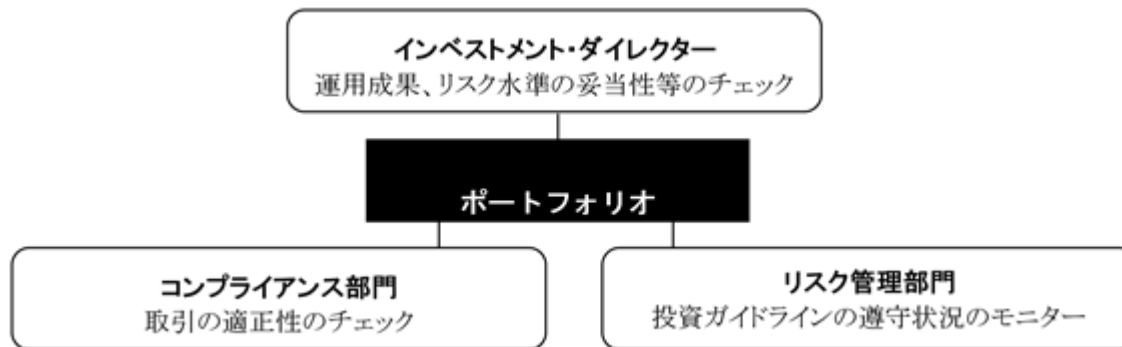 インベストメント・ダイレクター
運用成果、リスク水準の妥当性等のチェック
ポートフォリオ
コンプライアンス部門
取引の適正性のチェック
リスク管理部門
投資ガイドラインの遵守状況のモニター